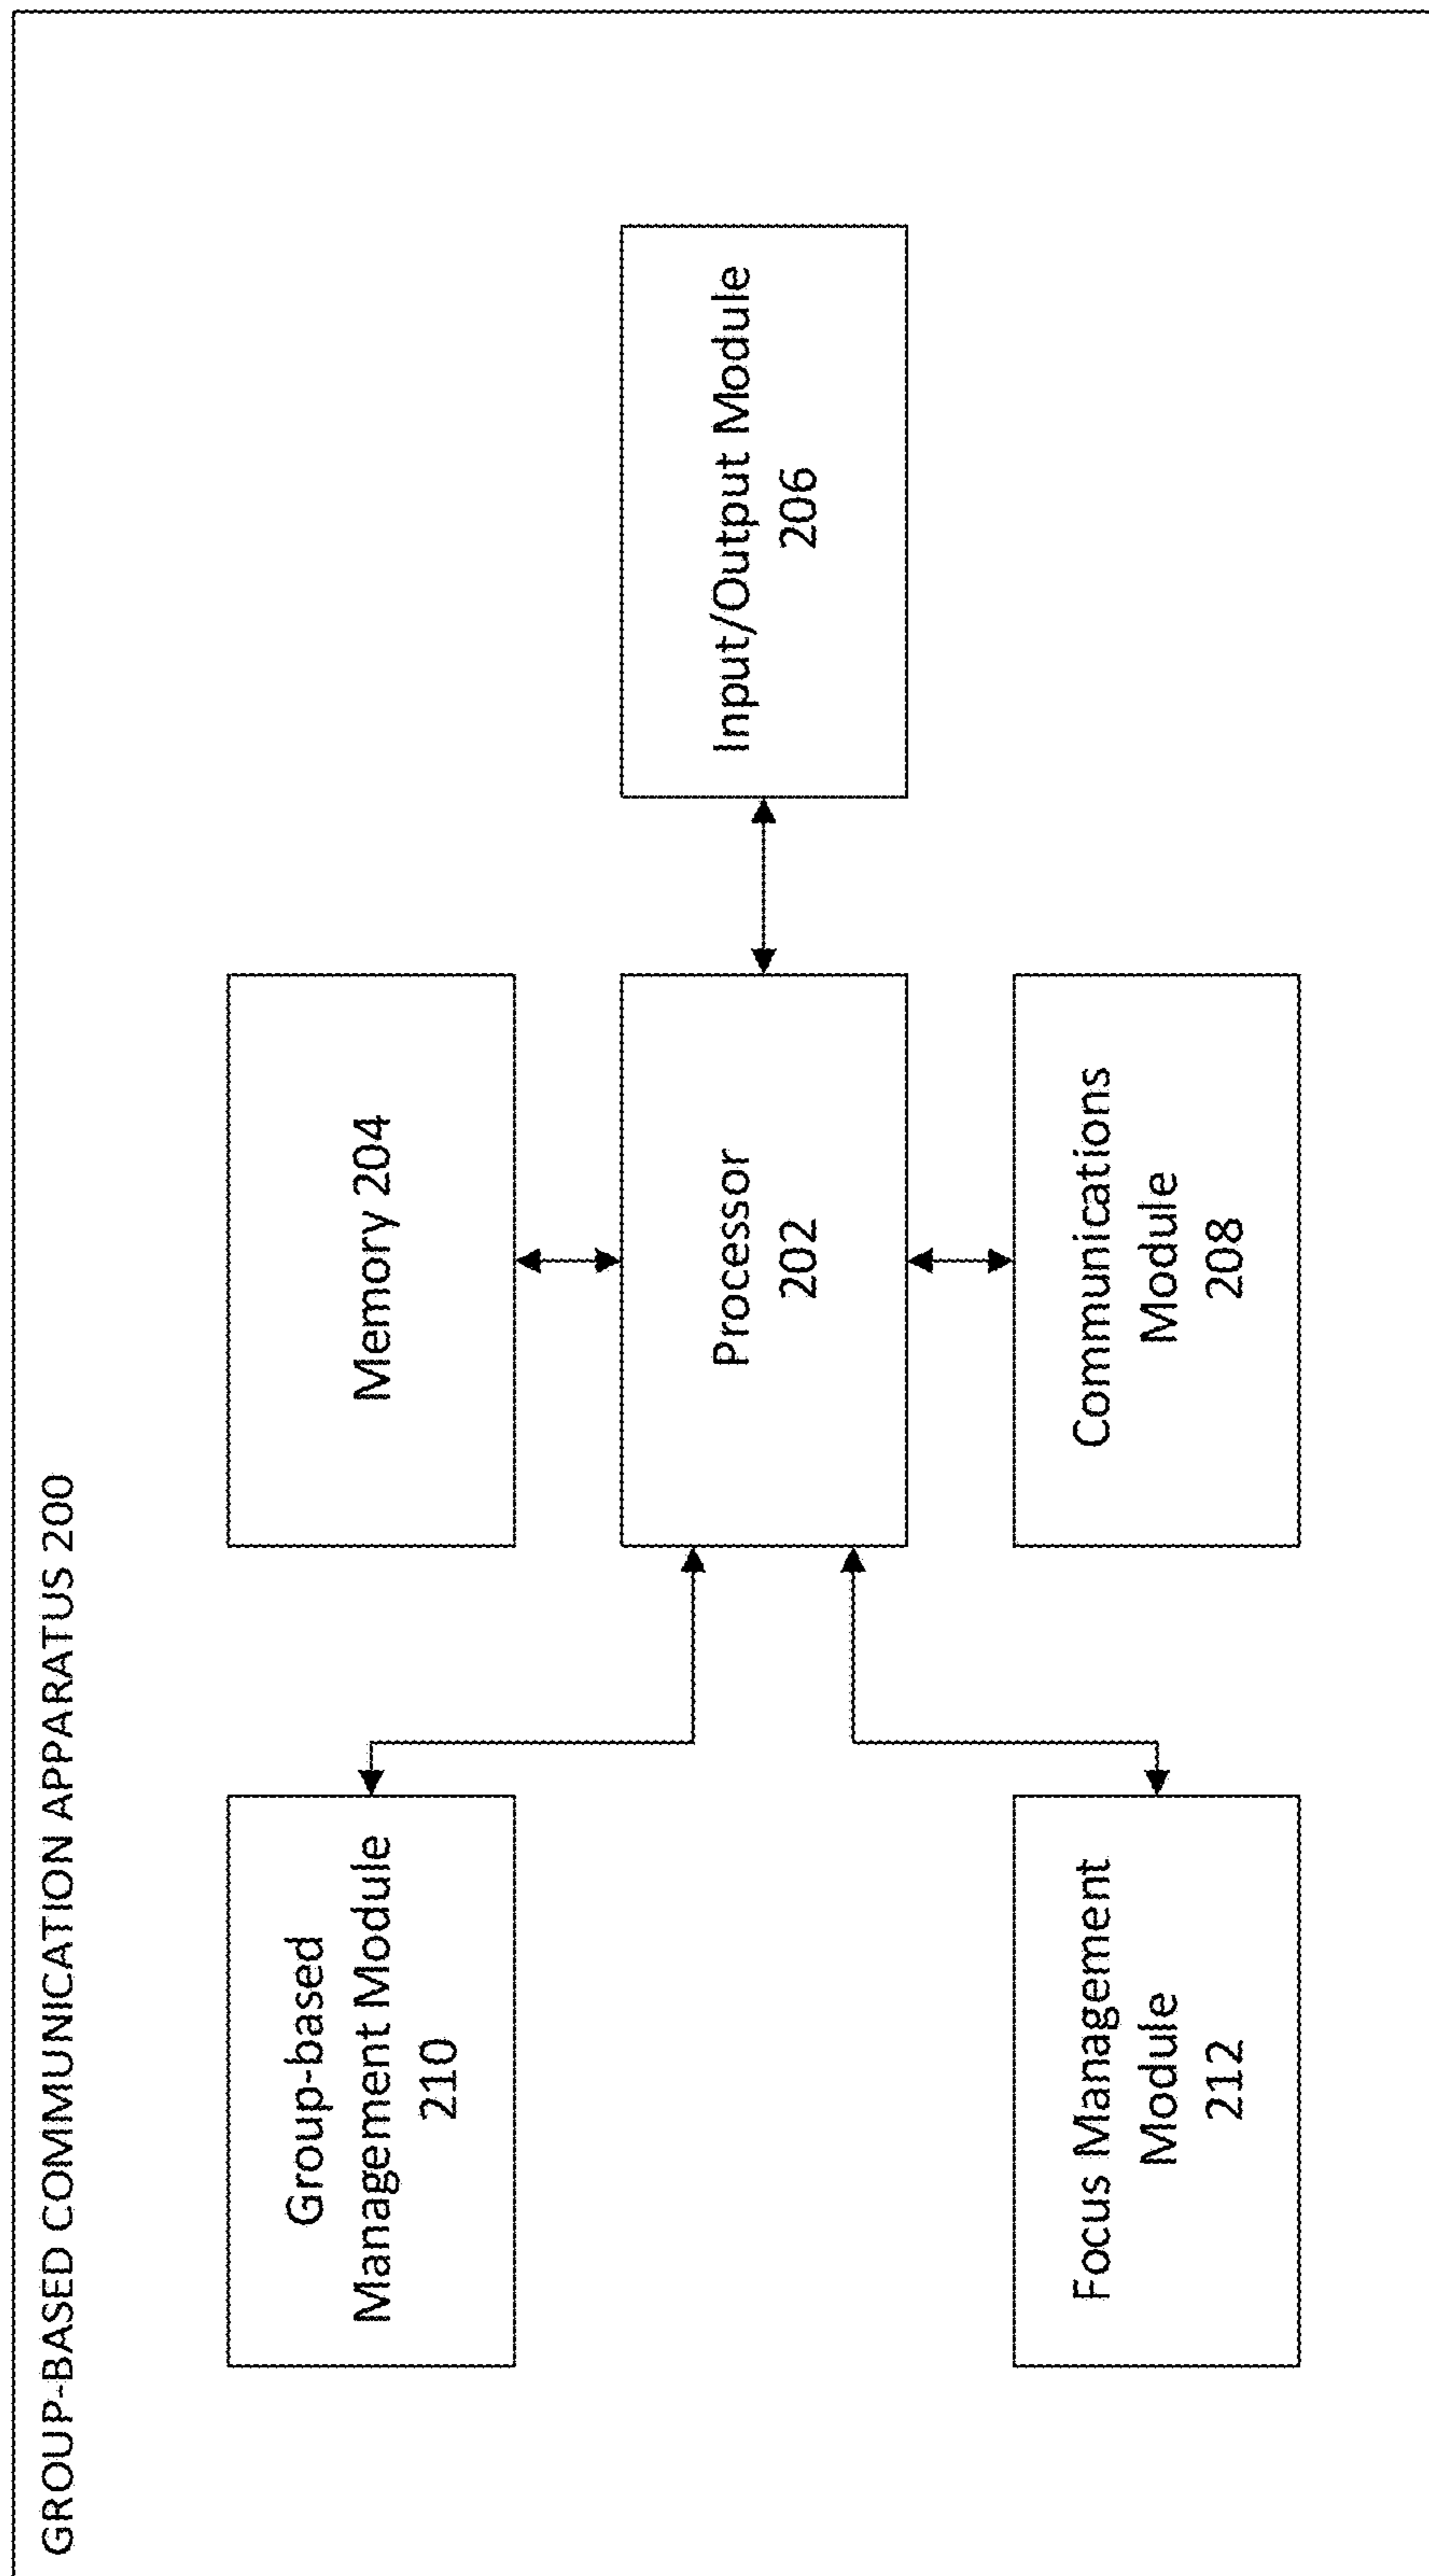 GROUP-BASED COMMUNICATION APPARATUS 200
Group-based
Management Module
210
Memory 204
Processor
202
Input/Output Module
206
Focus Management
Module
212
Communications
Module
208